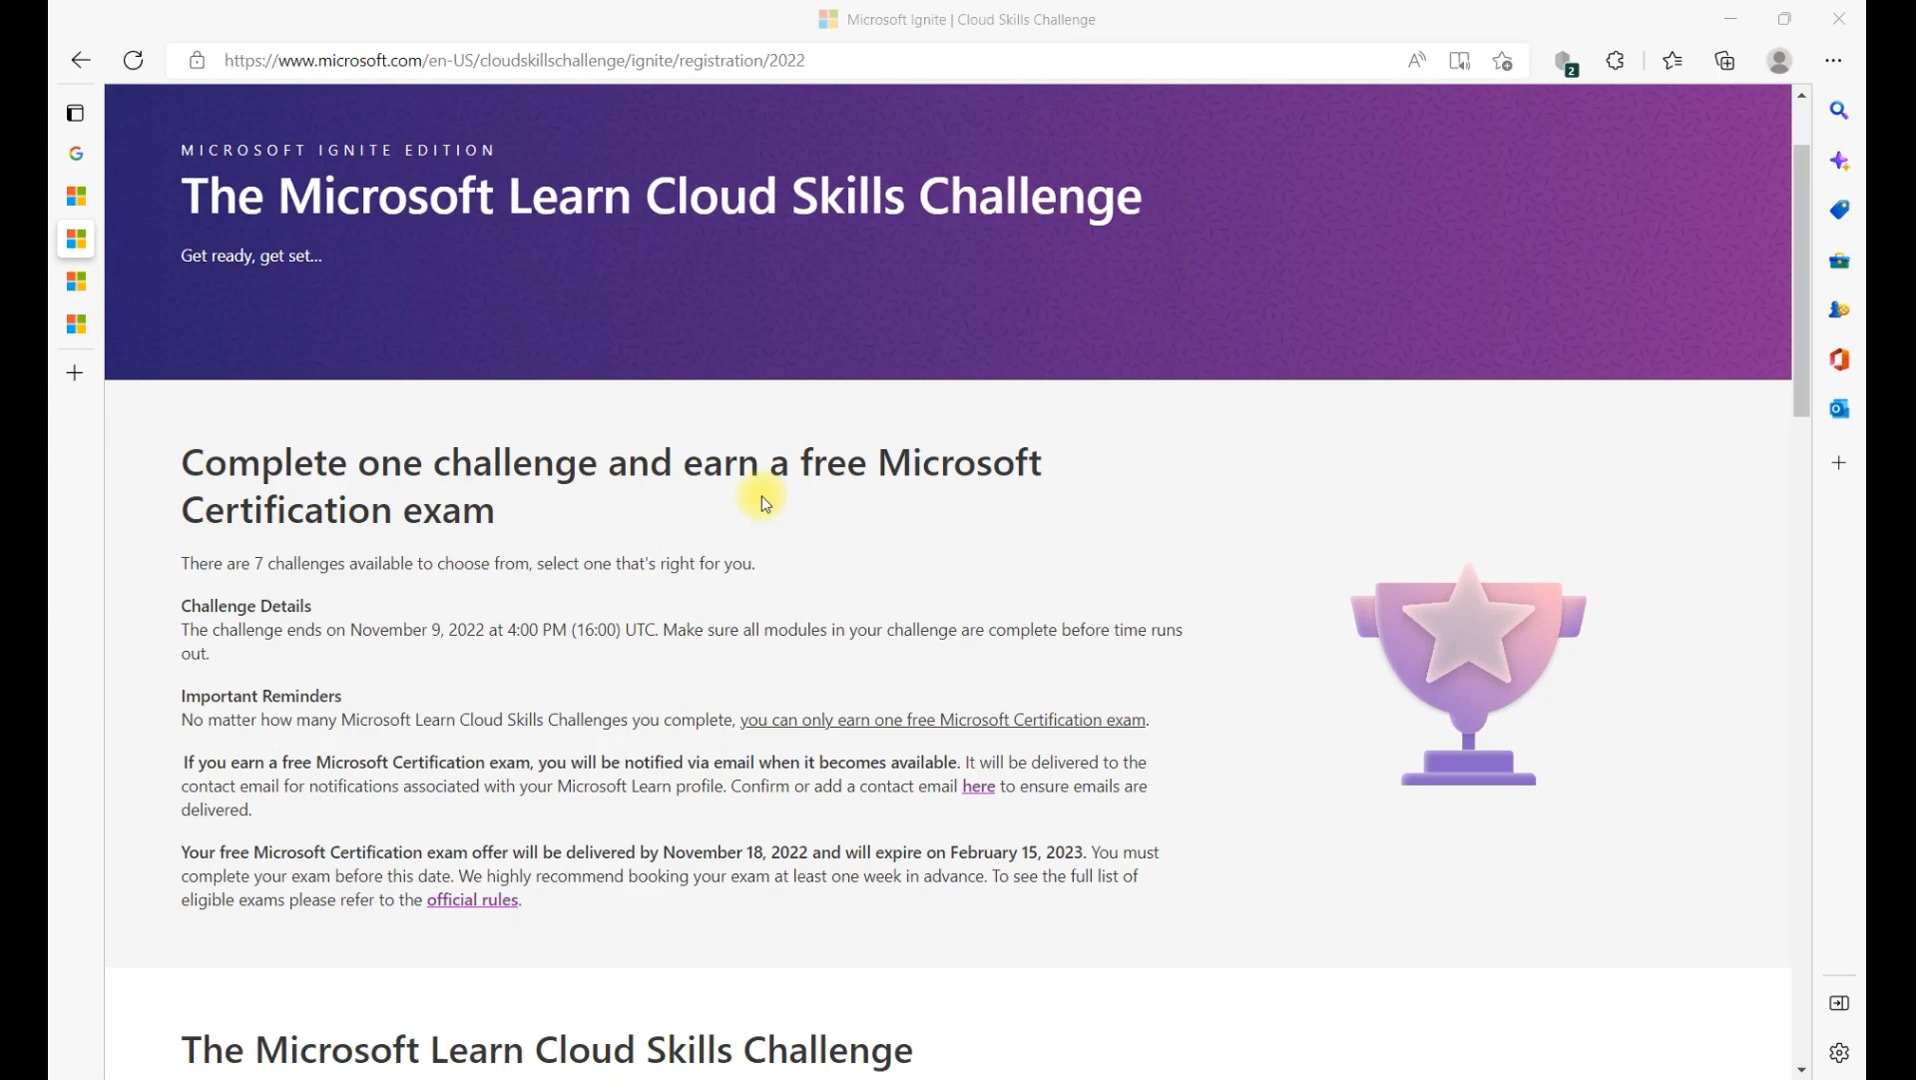 Microsoft Ignite | Cloud Skills Challenge
https://www.microsoft.com/en-US/cloudskillschallenge/ignite/registration/2022
2
MICROSOFT IGNITE EDITION
The Microsoft Learn Cloud Skills Challenge
Get ready, get set...
Complete one challenge and earn a free Microsoft
Certification exam
There are 7 challenges available to choose from, select one that's right for you.
Challenge Details
The challenge ends on November 9, 2022 at 4:00 PM (16:00) UTC. Make sure all modules in your challenge are complete before time runs
out.
Important Reminders
No matter how many Microsoft Learn Cloud Skills Challenges you complete, you can only earn one free Microsoft Certification exam.
If you earn a free Microsoft Certification exam, you will be notified via email when it becomes available. It will be delivered to the
contact email for notifications associated with your Microsoft Learn profile. Confirm or add a contact email here to ensure emails are
delivered.
Your free Microsoft Certification exam offer will be delivered by November 18, 2022 and will expire on February 15, 2023. You must
complete your exam before this date. We highly recommend booking your exam at least one week in advance. To see the full list of
eligible exams please refer to the official rules.
The Microsoft Learn Cloud Skills Challenge